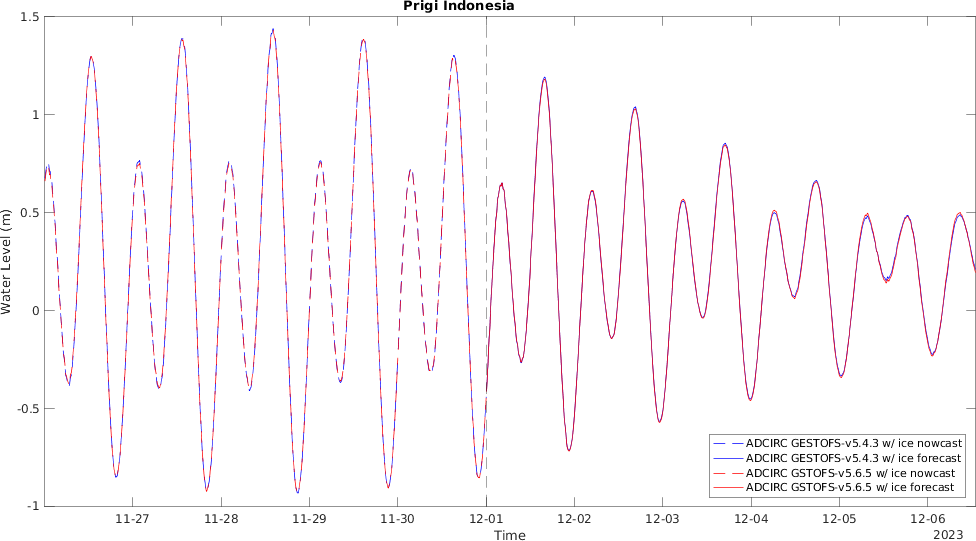 Prigi Indonesia
1.5
1
0.5
0
-0.5
-1
Water Level (m)
ADCIRC GESTOFS-v5.4.3 w/ ice nowcast
ADCIRC GESTOFS-v5.4.3 w/ ice forecast
ADCIRC GSTOFS-v5.6.5 w/ ice nowcast
ADCIRC GSTOFS-v5.6.5 w/ ice forecast
11-27 11-28 11-29 11-30 12-01 12-02 12-03 12-04 12-05 12-06
Time
2023